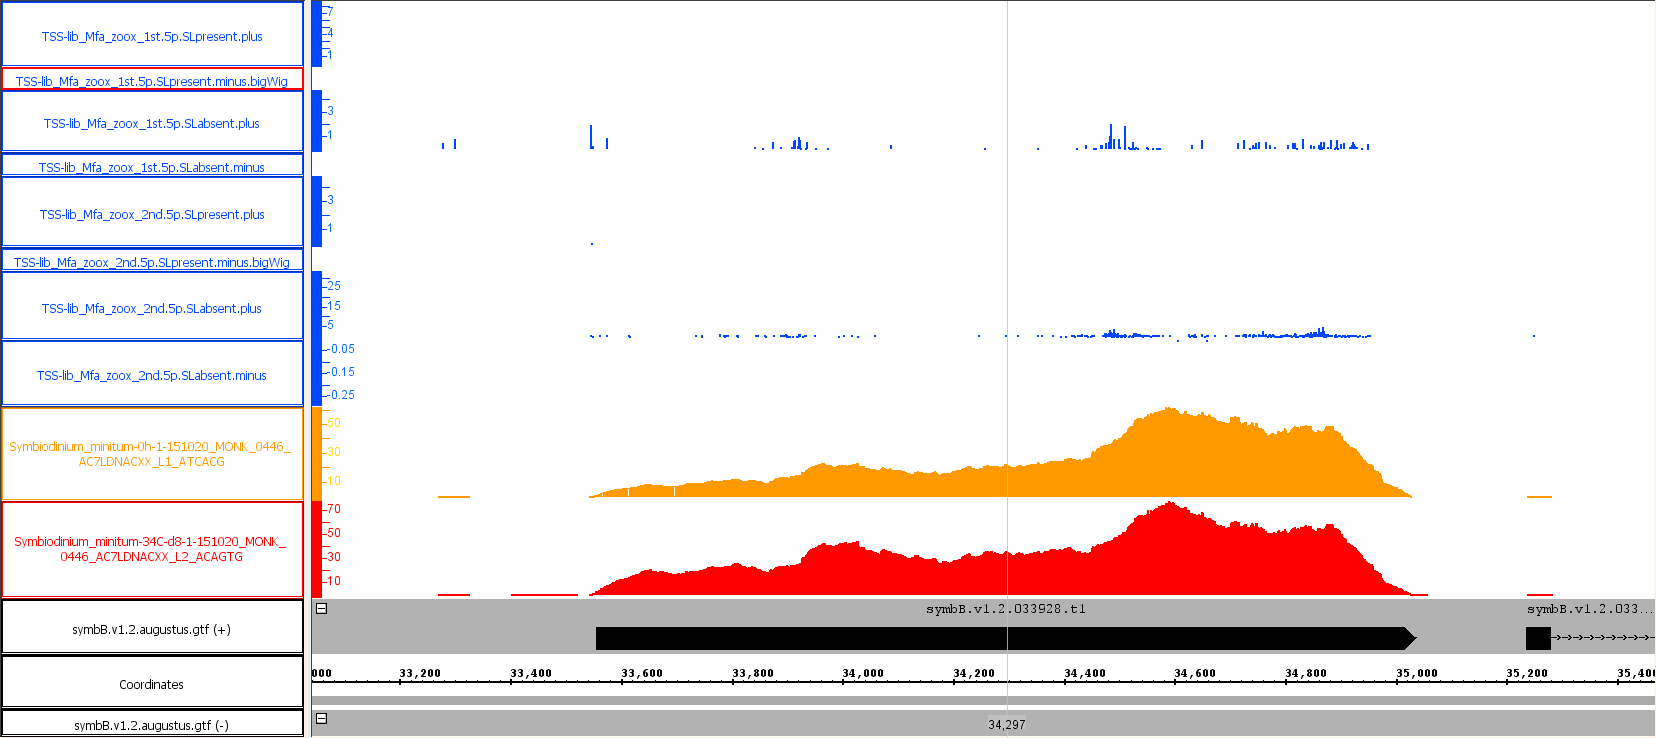 TSS-lib_Mfa_zoox_1st.5p.SLpresent.plus
7
4
1
TSS-lib_Mfa_zoox_1st.5p.SLpresent.minus.bigWig
TSS-lib_Mfa_zoox_1st.5p.SLabsent.plus
3
1
TSS-lib_Mfa_zoox_1st.5p.SLabsent.minus
TSS-lib_Mfa_zoox_2nd.5p.SLpresent.plus
3
1
TSS-lib_Mfa_zoox_2nd.5p.SLpresent.minus.bigWig
TSS-lib_Mfa_zoox_2nd.5p.SLabsent.plus
25
15
5
TSS-lib_Mfa_zoox_2nd.5p.SLabsent.minus
-0.05
-0.15
-0.25
Symbiodinium_minitum-0h-1-151020_MONK_0446_
AC7LDNACXX_L1_ATCACG
50
30
10
Symbiodinium_minitum-34C-d8-1-151020_MONK_
0446_AC7LDNACXX_L2_ACAGTG
70
50
30
10
symbB.v1.2.augustus.gtf (+)
symbB.v1.2.033928.t1
symbB.v1.2.033...
Coordinates
000 33,200 33,400 33,600 33,800 34,000 34,200 34,400 34,600 34,800 35,000 35,200 35,40
symbB.v1.2.augustus.gtf (-)
34,297